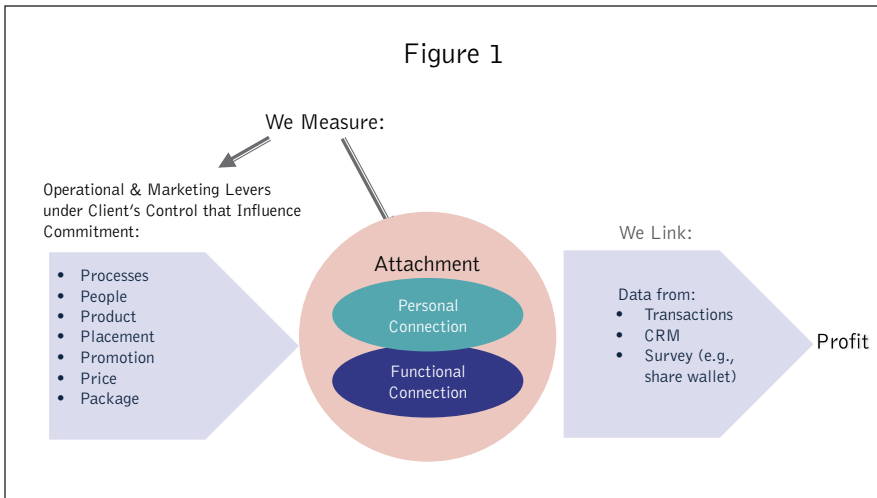 Figure 1
We Measure:
Operational & Marketing Levers
under Client's Control that Influence
Commitment:
• Processes
• People
• Product
• Placement
• Promotion
• Price
• Package
Attachment
Personal
Connection
Functional
Connection
We Link:
Data from:
• Transactions
• CRM
• Survey (e.g.,
share wallet)
Profit